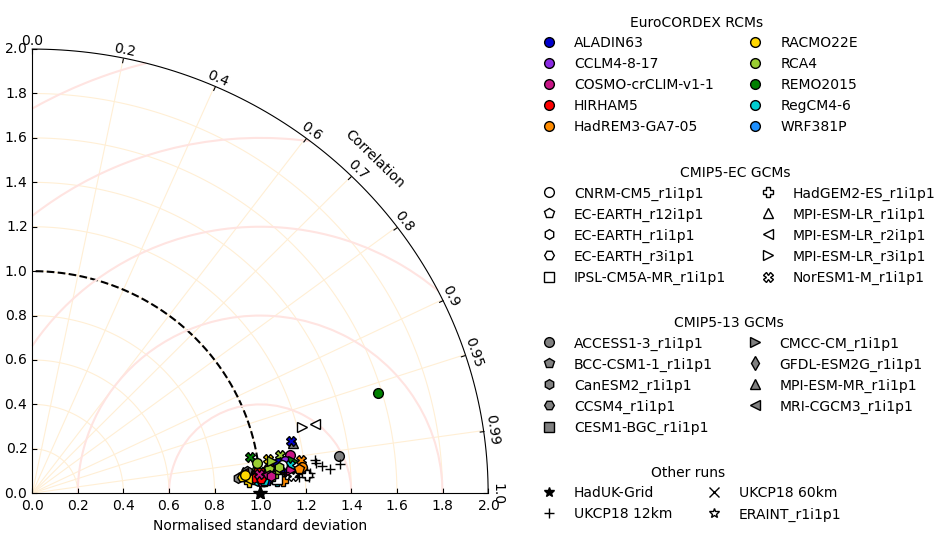 0.0
0.2
0.4
0.6
0.7
0.8
0.9
0.95
0.99
1.0
Correlation
2.0
1.8
1.6
1.4
1.2
1.0
0.8
0.6
0.4
0.2
0.0
0.0 0.2 0.4 0.6 0.8 1.0 1.2 1.4 1.6 1.8 2.0
Normalised standard deviation
EuroCORDEX RCMs
ALADIN63
CCLM4-8-17
COSMO-crCLIM-v1-1
HIRHAM5
HadREM3-GA7-05
RACMO22E
RCA4
REMO2015
RegCM4-6
WRF381P
CMIP5-EC GCMs
CNRM-CM5_r1i1p1
EC-EARTH_r12i1p1
EC-EARTH_r1i1p1
EC-EARTH_r3i1p1
IPSL-CM5A-MR_r1i1p1
HadGEM2-ES_r1i1p1
MPI-ESM-LR_r1i1p1
MPI-ESM-LR_r2i1p1
MPI-ESM-LR_r3i1p1
NorESM1-M_r1i1p1
CMIP5-13 GCMs
ACCESS1-3_r1i1p1
BCC-CSM1-1_r1i1p1
CanESM2_r1i1p1
CCSM4_r1i1p1
CESM1-BGC_r1i1p1
CMCC-CM_r1i1p1
GFDL-ESM2G_r1i1p1
MPI-ESM-MR_r1i1p1
MRI-CGCM3_r1i1p1
Other runs
HadUK-Grid
UKCP18 12km
UKCP18 60km
ERAINT_r1i1p1